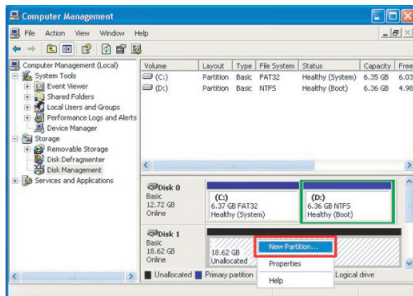 Computer Management
File Action View Window Help
Computer Management (Local)
System Tools
Event Viewer
Shared Folders
Local Users and Groups
Performance Logs and Alerts
Device Manager
Storage
Removable Storage
Disk Defragmenter
Disk Management
Services and Applications
Volume Layout Type File System Status Capacity Free
(C:) Partition Basic FAT32 Healthy (System) 6.35 GB 6.03
(D:) Partition Basic NTFS Healthy (Boot) 6.36 GB 4.98
Disk 0
Basic
12.72 GB
Online
(C:)
6.37 GB FAT32
Healthy (System)
(D:)
6.36 GB NTFS
Healthy (Boot)
Disk 1
Basic
18.62 GB
Online
18.62 GB
Unallocated
New Partition...
Properties
Help
Unallocated Primary partition Logical drive